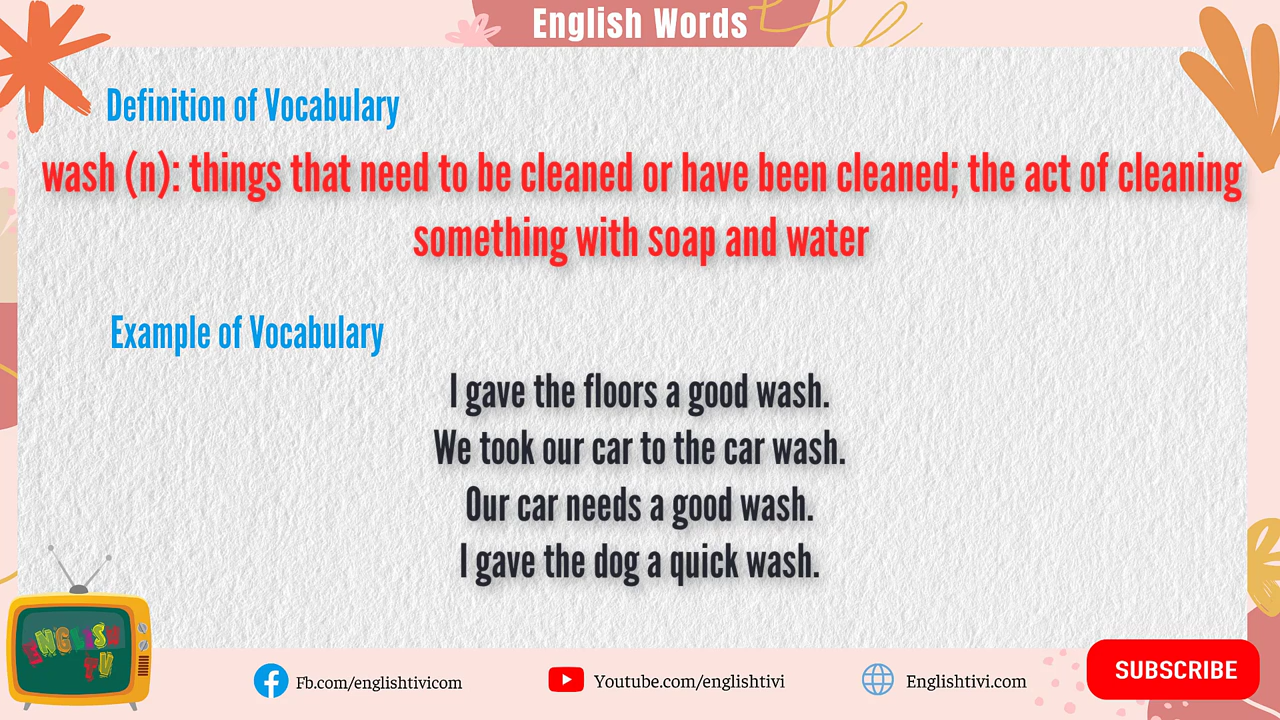 English Words
Definition of Vocabulary
wash (n): things that need to be cleaned or have been cleaned; the act of cleaning
something with soap and water
Example of Vocabulary
I gave the floors a good wash.
We took our car to the car wash.
Our car needs a good wash.
I gave the dog a quick wash.
ENGLISH
TV
Fb.com/englishtivicom
Youtube.com/englishtivi
Englishtivi.com
SUBSCRIBE